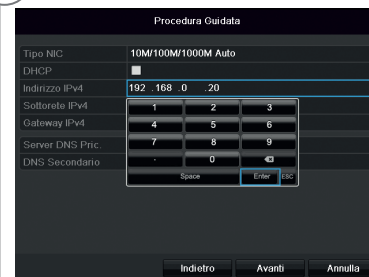 Procedura Guidata
Tipo NIC 10M/100M/1000M Auto
DHCP
Indirizzo IPv4 192 .168 .0 .20
Sottorete IPv4
Gateway IPv4
Server DNS Pric.
DNS Secondario
1 2 3
4 5 6
7 8 9
. 0
Space Enter ESC
Indietro Avanti Annulla